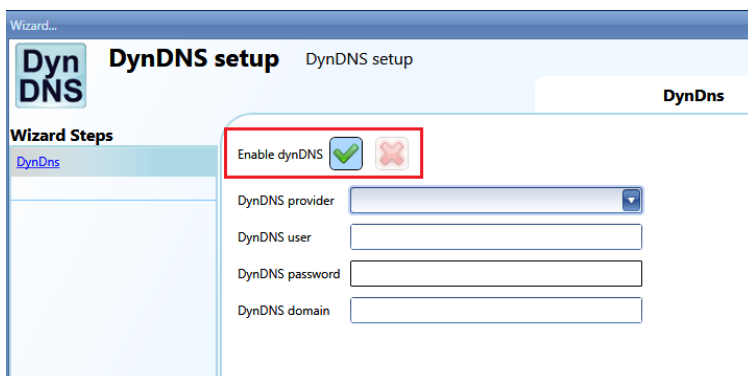 Wizard...
Dyn
DNS
DynDNS setup DynDNS setup
DynDns
Wizard Steps
DynDns
Enable dynDNS
DynDNS provider
DynDNS user
DynDNS password
DynDNS domain